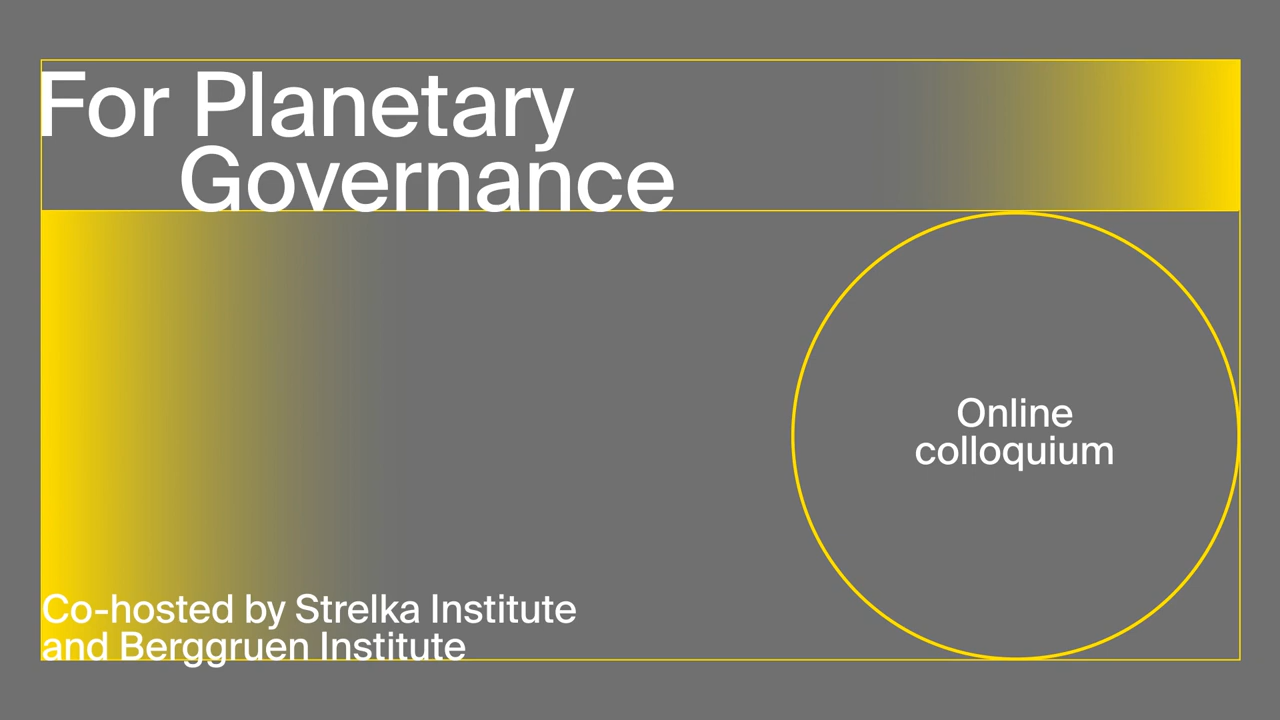 For Planetary
Governance
Online
colloquium
Co-hosted by Strelka Institute
and Berggruen Institute